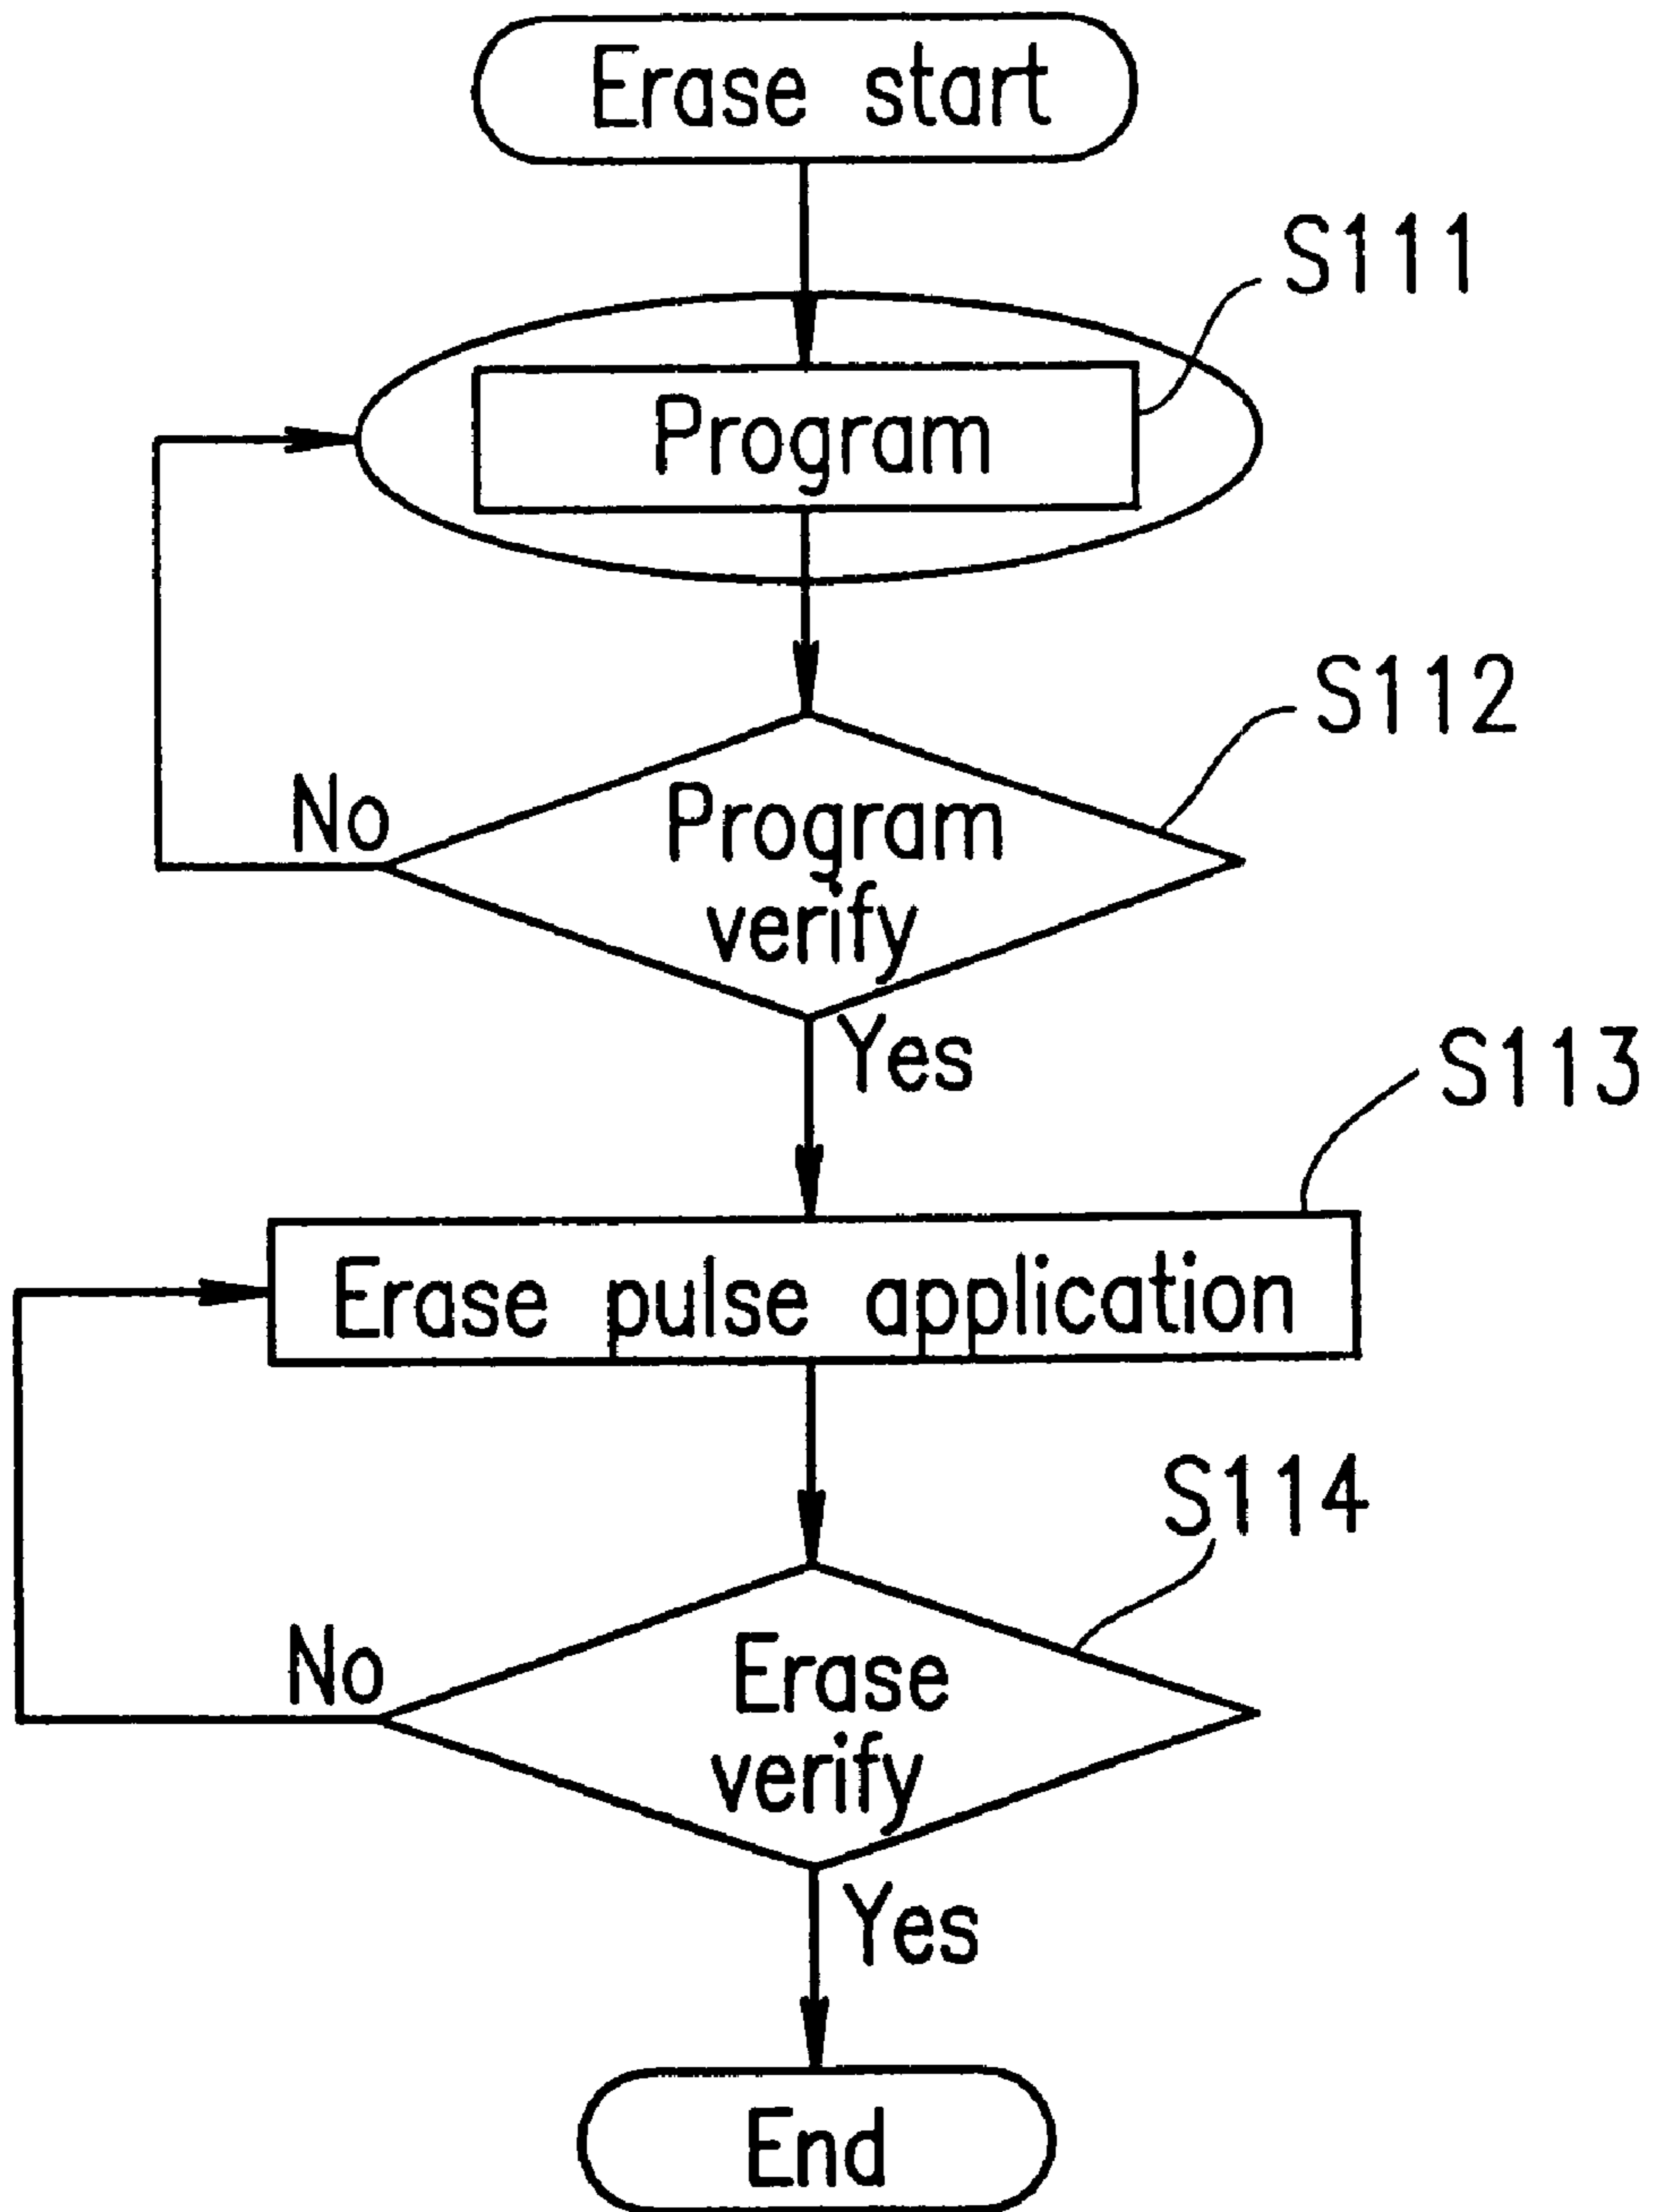 Erase start
S111
Program
S112
No
Program
verify
Yes
S113
Erase pulse application
S114
No
Erase
verify
Yes
End